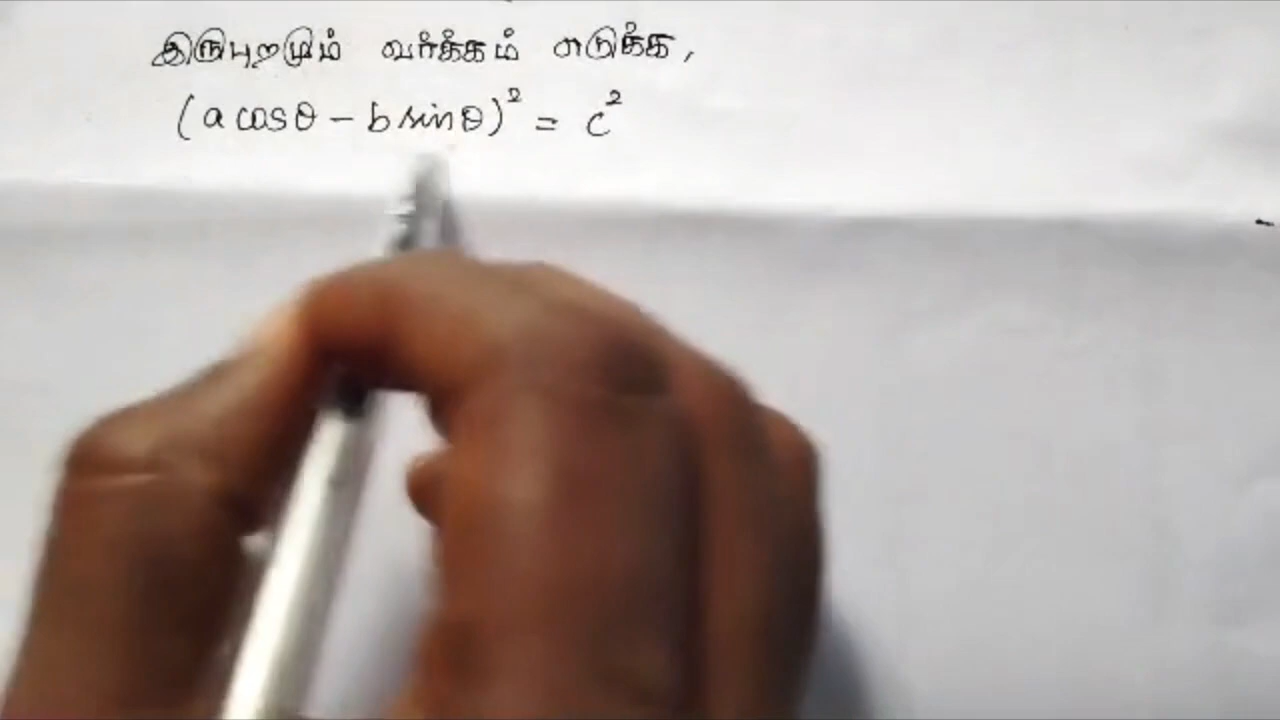 இருபுறமும் வர்க்கம் எடுக்க,
(a cosθ - b sinθ)² = c²